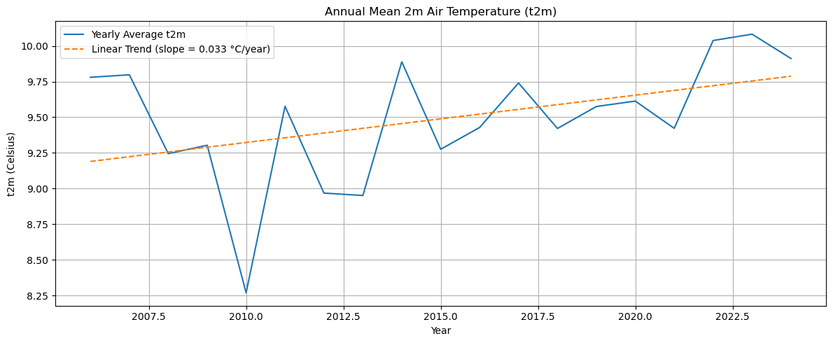 Annual Mean 2m Air Temperature (t2m)
Yearly Average t2m
Linear Trend (slope = 0.033 °C/year)
10.00
9.75
9.50
9.25
9.00
8.75
8.50
8.25
t2m (Celsius)
2007.5 2010.0 2012.5 2015.0 2017.5 2020.0 2022.5
Year